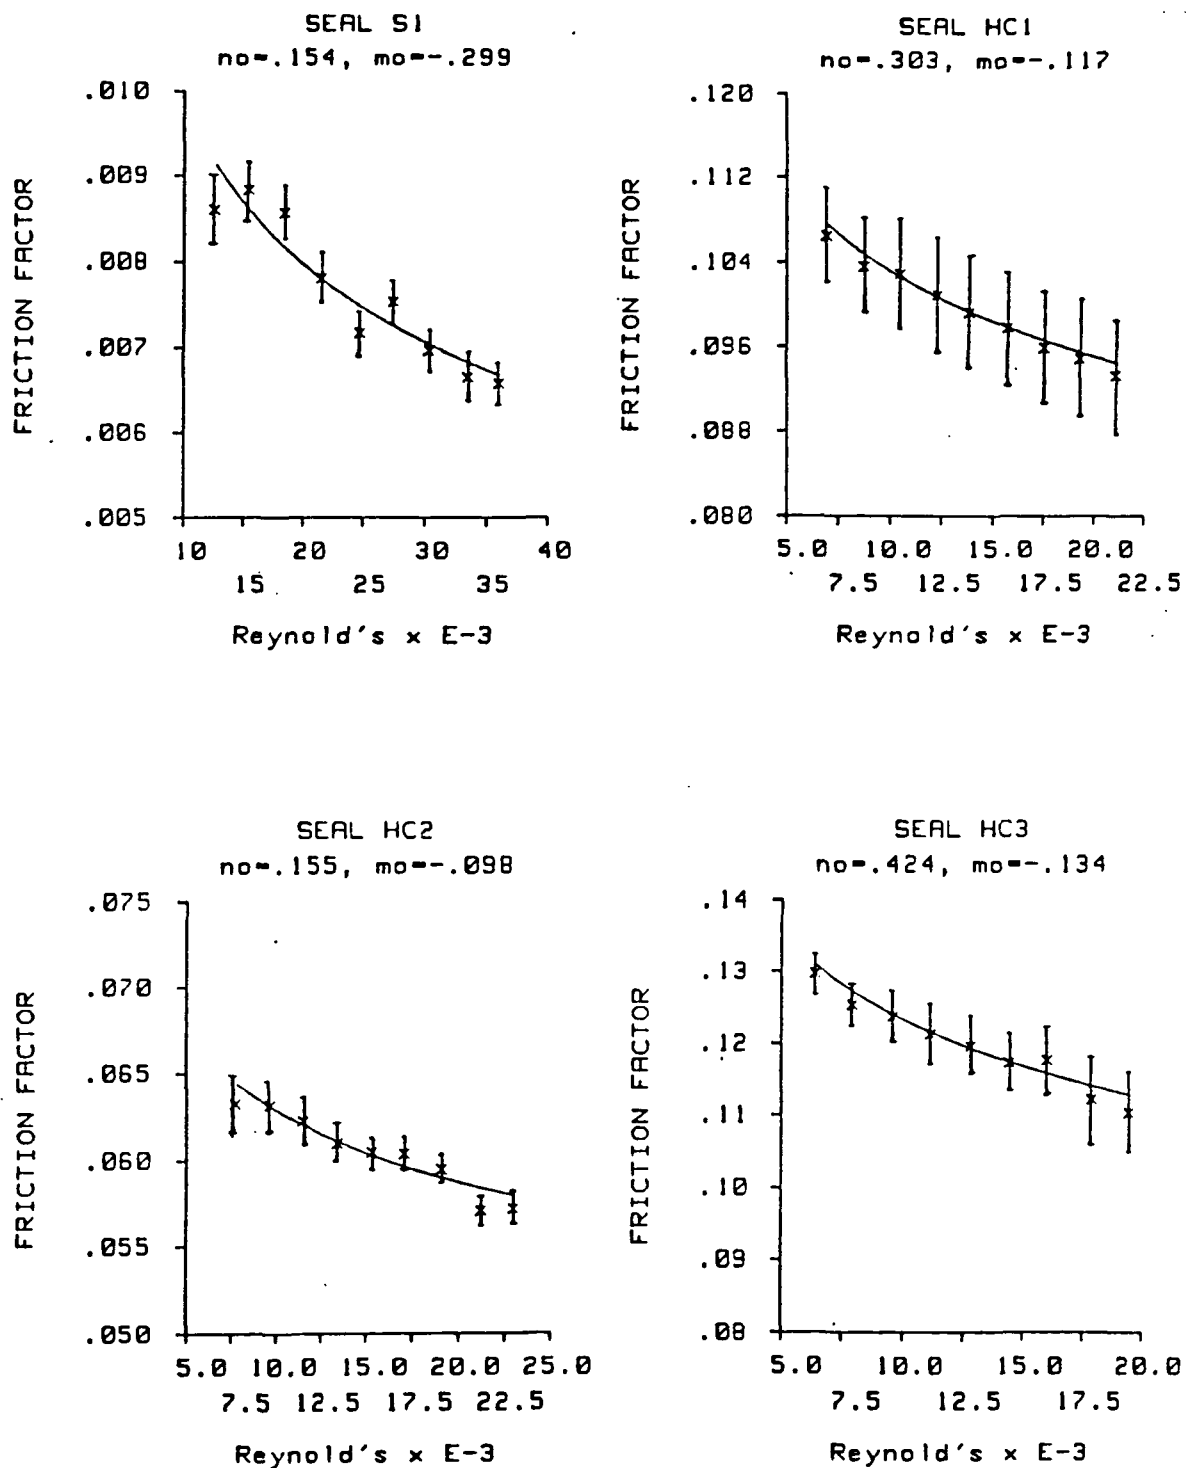 SEAL S1
no=.154, mo=-.299
.010
.009
.008
.007
.006
.005
FRICTION FACTOR
10 20 30 40
15 25 35
Reynold's x E-3
SEAL HC1
no=.303, mo=-.117
.120
.112
.104
.096
.088
.080
FRICTION FACTOR
5.0 10.0 15.0 20.0
7.5 12.5 17.5 22.5
Reynold's x E-3
SEAL HC2
no=.155, mo=-.098
.075
.070
.065
.060
.055
.050
FRICTION FACTOR
5.0 10.0 15.0 20.0 25.0
7.5 12.5 17.5 22.5
Reynold's x E-3
SEAL HC3
no=.424, mo=-.134
.14
.13
.12
.11
.10
.09
.08
FRICTION FACTOR
5.0 10.0 15.0 20.0
7.5 12.5 17.5
Reynold's x E-3